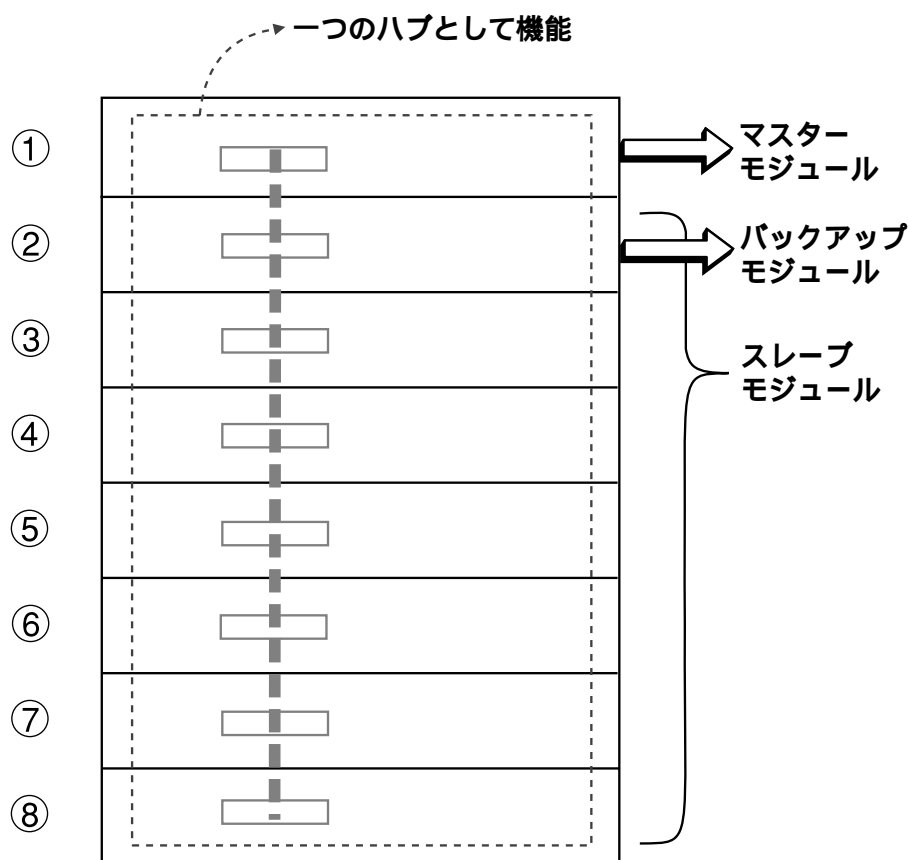 一つのハブとして機能
①
マスター
モジュール
②
バックアップ
モジュール
③
スレーブ
モジュール
④
⑤
⑥
⑦
⑧